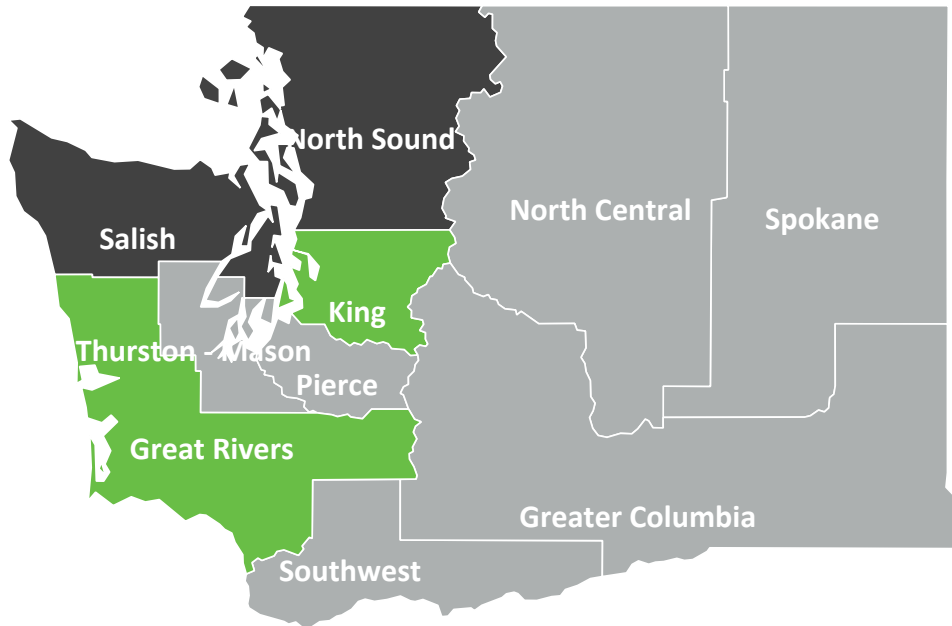 North Sound
North Central
Spokane
Salish
King
Thurston - Mason
Pierce
Great Rivers
Greater Columbia
Southwest